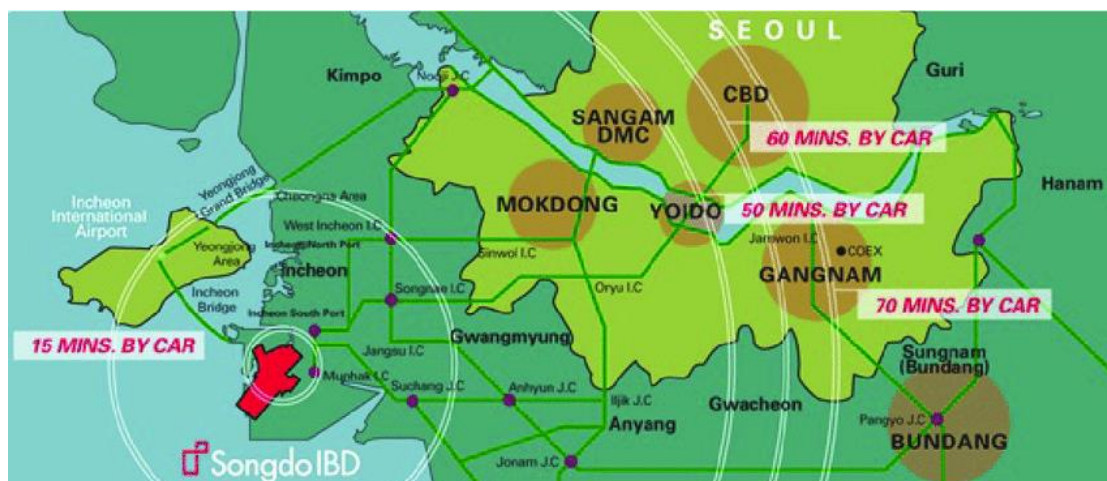 SEOUL
Kimpo
Nooji J.C
Guri
CBD
SANGAM
DMC
60 MINS. BY CAR
Incheon
International
Airport
Yeongjong
Grand Bridge
Cheongna Area
MOKDONG
YOIDO
50 MINS. BY CAR
Hanam
West Incheon I.C
Incheon North Port
Yeongjong
Area
Incheon
Sinwol I.C
Jamwon I.C
COEX
GANGNAM
Oryu I.C
Songnae I.C
Incheon
Bridge
Incheon South Port
70 MINS. BY CAR
15 MINS. BY CAR
Gwangmyung
Jangsu I.C
Munhak I.C
Suchang J.C
Anhyun J.C
Iljik J.C
Sungnam
(Bundang)
Gwacheon
Anyang
Pangyo J.C
BUNDANG
Songdo IBD
Jonam J.C